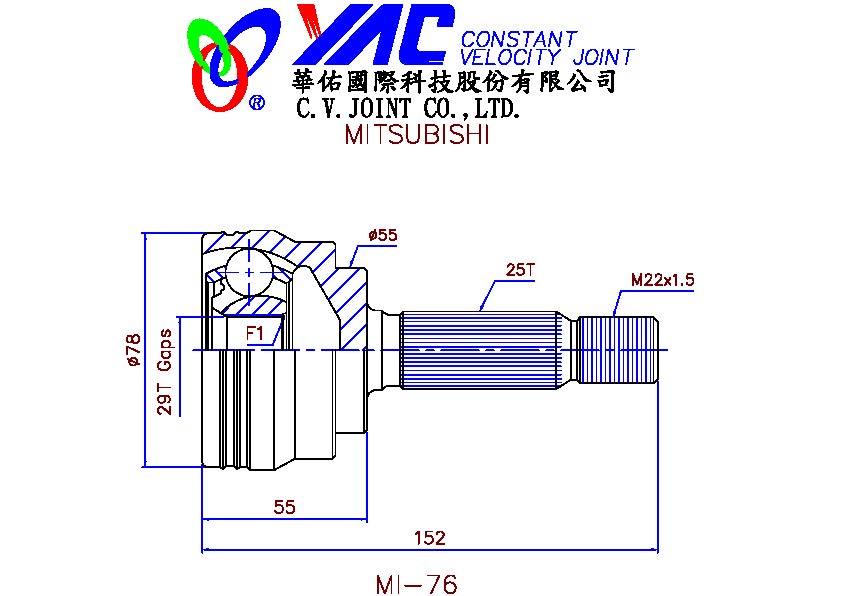 YAC CONSTANT
VELOCITY JOINT
®
華佑國際科技股份有限公司
C.V.JOINT CO.,LTD.
MITSUBISHI
ø55
25T
M22x1.5
F1
ø78
29T Gaps
55
152
MI-76